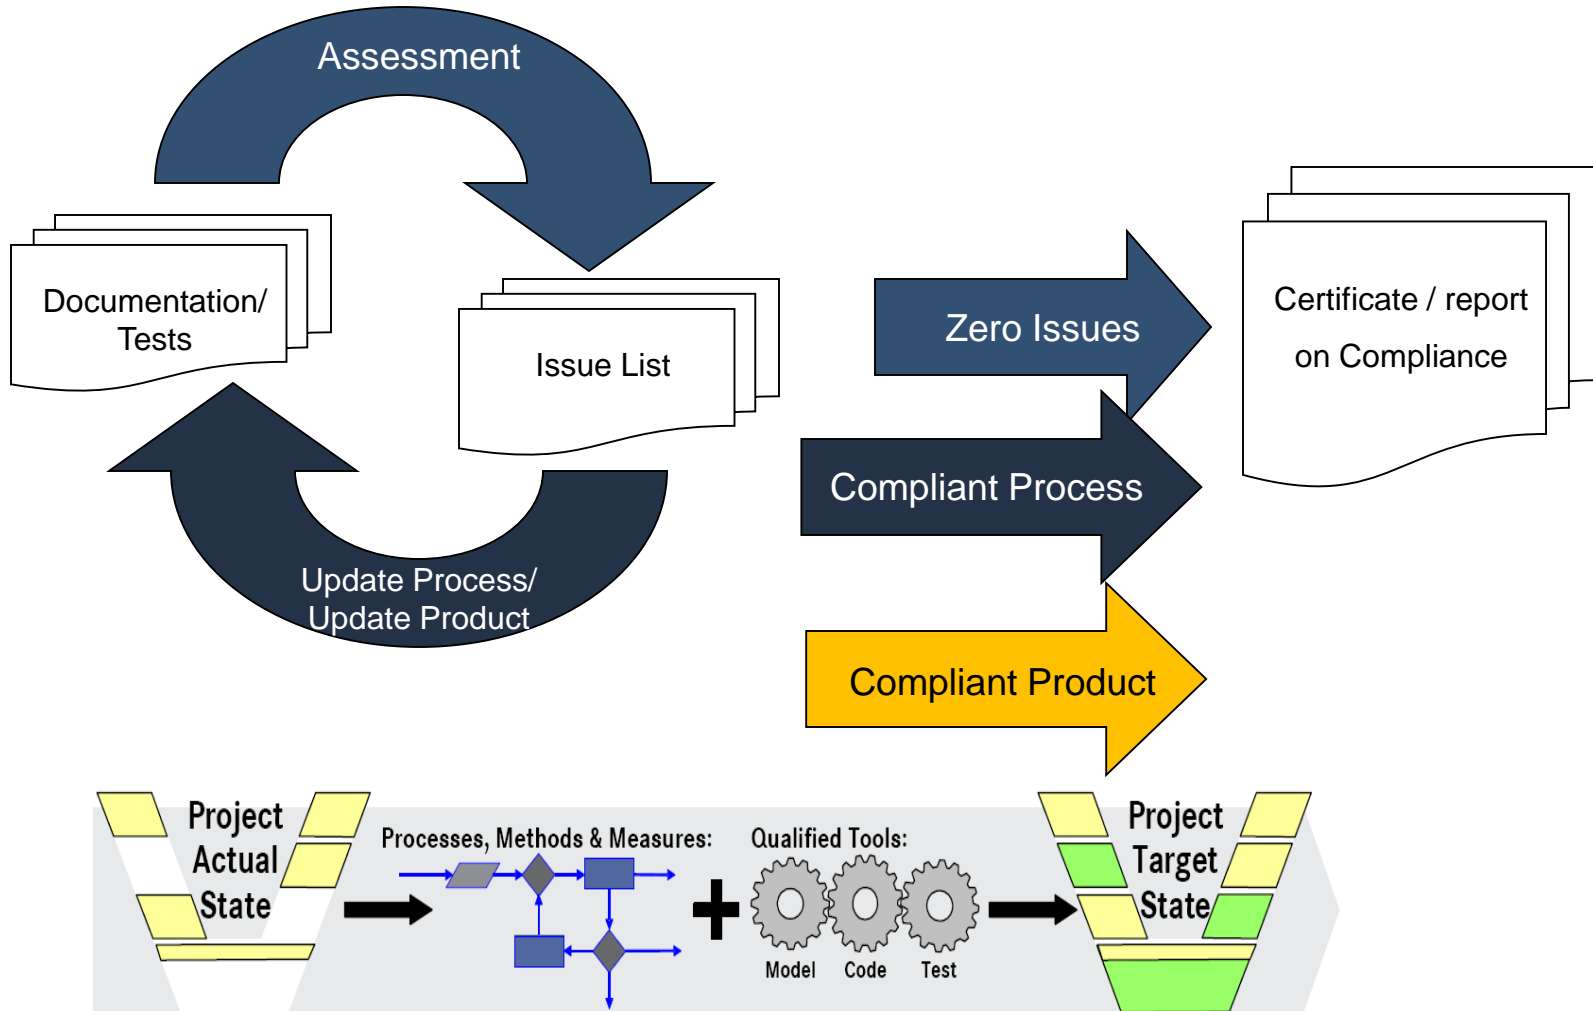 Assessment
Documentation/
Tests
Issue List
Update Process/
Update Product
Zero Issues
Compliant Process
Compliant Product
Certificate / report
on Compliance
Project
Actual
State
Processes, Methods & Measures:
Qualified Tools:
Model
Code
Test
Project
Target
State